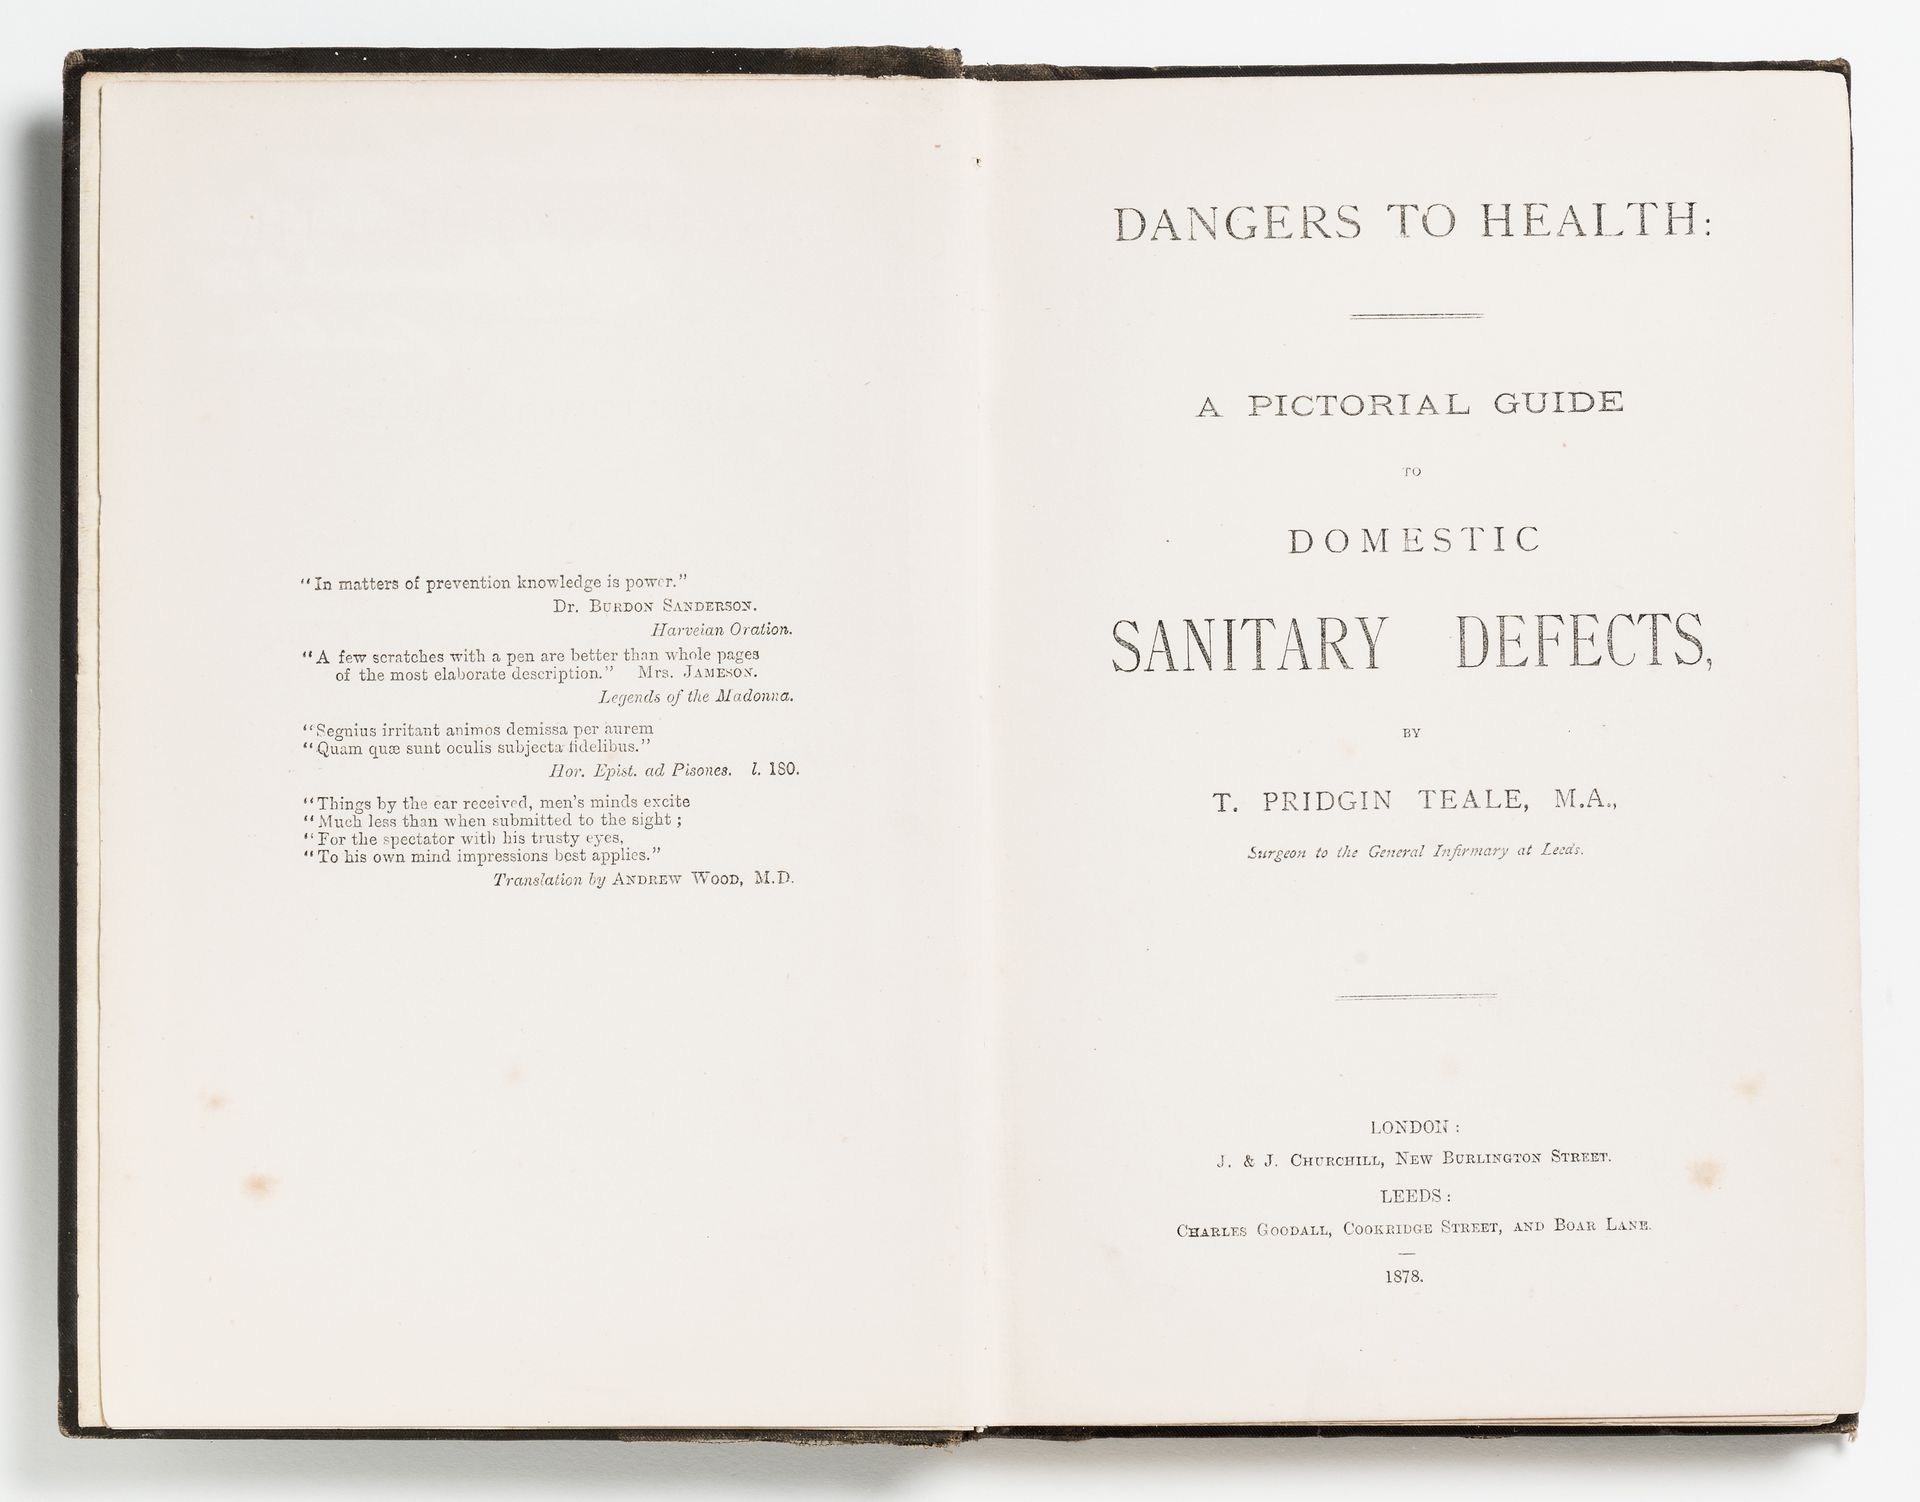 “In matters of prevention knowledge is power.”
Dr. BURDON SANDERSON.
Harveian Oration.
“A few scratches with a pen are better than whole pages
of the most elaborate description.” Mrs. JAMESON.
Legends of the Madonna.
“Segnius irritant animos demissa per aurem
“Quam quæ sunt oculis subjecta fidelibus.”
Hor. Epist. ad Pisones. l. 180.
“Things by the ear received, men’s minds excite
“Much less than when submitted to the sight ;
“For the spectator with his trusty eyes,
“To his own mind impressions best applies.”
Translation by ANDREW WOOD, M.D.
DANGERS TO HEALTH:
A PICTORIAL GUIDE
TO
DOMESTIC
SANITARY DEFECTS,
BY
T. PRIDGIN TEALE, M.A.,
Surgeon to the General Infirmary at Leeds.
LONDON :
J. & J. CHURCHILL, NEW BURLINGTON STREET.
LEEDS :
CHARLES GOODALL, COOKRIDGE STREET, AND BOAR LANE.
1878.